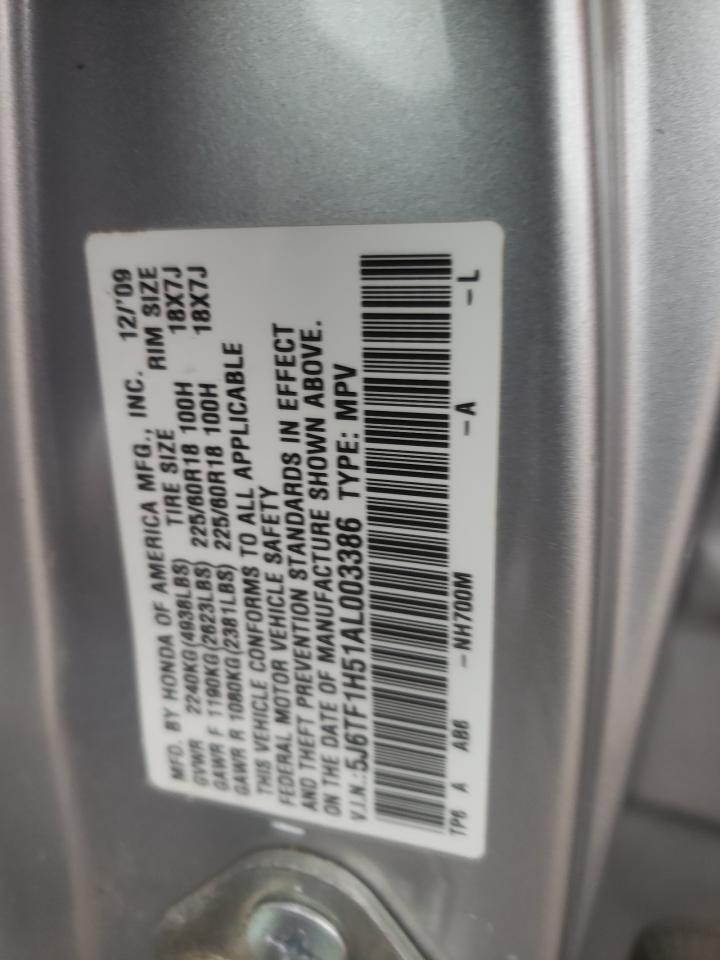 MFD. BY HONDA OF AMERICA MFG., INC. 12/'09
GVWR 2240KG(4938LBS) TIRE SIZE RIM SIZE
GAWR F 1190KG(2623LBS) 225/60R18 100H 18X7J
GAWR R 1080KG(2381LBS) 225/60R18 100H 18X7J
THIS VEHICLE CONFORMS TO ALL APPLICABLE
FEDERAL MOTOR VEHICLE SAFETY
AND THEFT PREVENTION STANDARDS IN EFFECT
ON THE DATE OF MANUFACTURE SHOWN ABOVE.
V.I.N.:5J6TF1H51AL003386 TYPE: MPV
TP6 A AB6 -NH700M -A -L